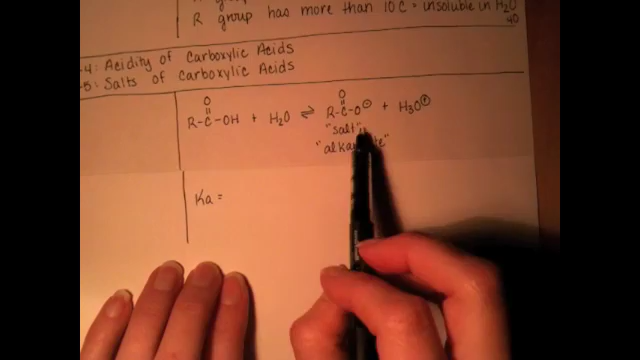 R group has more than 10 C = insoluble in H2O
40
-4: Acidity of Carboxylic Acids
-5: Salts of Carboxylic Acids
O
||
R-C-OH + H2O ⇌ R-C-O⊖ + H3O⊕
O
||
"salt"
Ka =